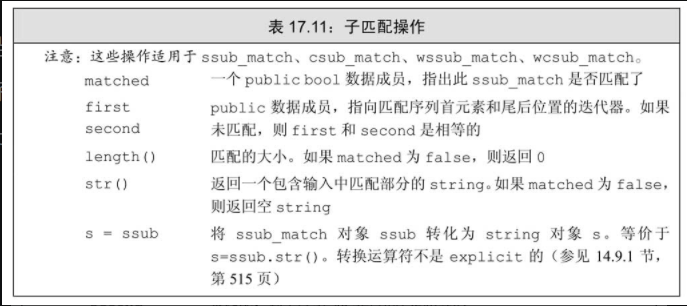 表 17.11：子匹配操作
注意：这些操作适用于 ssub_match、csub_match、wssub_match、wcsub_match。
matched 一个 public bool 数据成员，指出此 ssub_match 是否匹配了
first public 数据成员，指向匹配序列首元素和尾后位置的迭代器。如果
second 未匹配，则 first 和 second 是相等的
length() 匹配的大小。如果 matched 为 false，则返回 0
str() 返回一个包含输入中匹配部分的 string。如果 matched 为 false，
则返回空 string
s = ssub 将 ssub_match 对象 ssub 转化为 string 对象 s。等价于
s=ssub.str()。转换运算符不是 explicit 的（参见 14.9.1 节，
第 515 页）